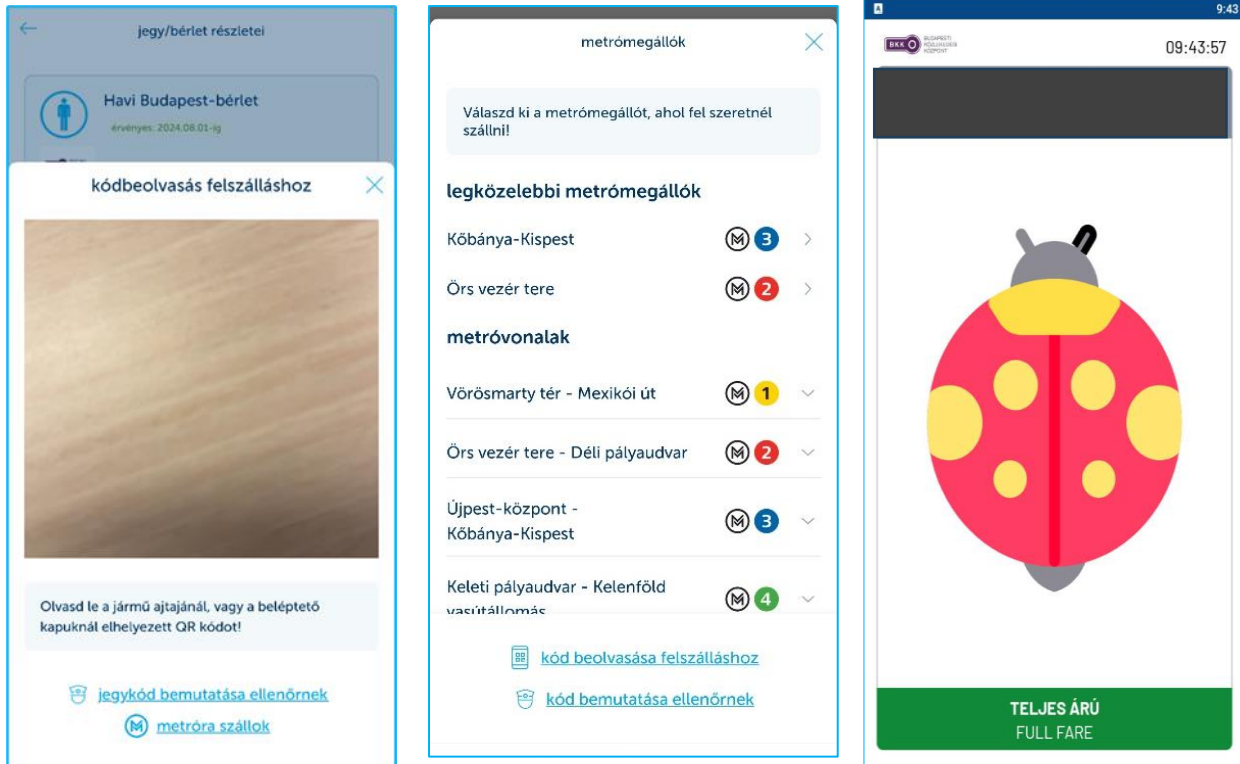 jegy/bérlet részletei
Havi Budapest-bérlet
érvényes: 2024.08.01-ig
kódbeolvasás felszálláshoz
Olvasd le a jármű ajtajánál, vagy a beléptető
kapuknál elhelyezett QR kódot!
jegykód bemutatása ellenőrnek
metróra szállok
metrómegállók
Válaszd ki a metrómegállót, ahol fel szeretnél
szállni!
legközelebbi metrómegállók
Kőbánya-Kispest M 3
Örs vezér tere M 2
metróvonalak
Vörösmarty tér - Mexikói út M 1
Örs vezér tere - Déli pályaudvar M 2
Újpest-központ -
Kőbánya-Kispest M 3
Keleti pályaudvar - Kelenföld
vasútállomás M 4
kód beolvasása felszálláshoz
kód bemutatása ellenőrnek
A 9:43
BKK BUDAPESTI
KÖZLEKEDÉSI
KÖZPONT
09:43:57
TELJES ÁRÚ
FULL FARE